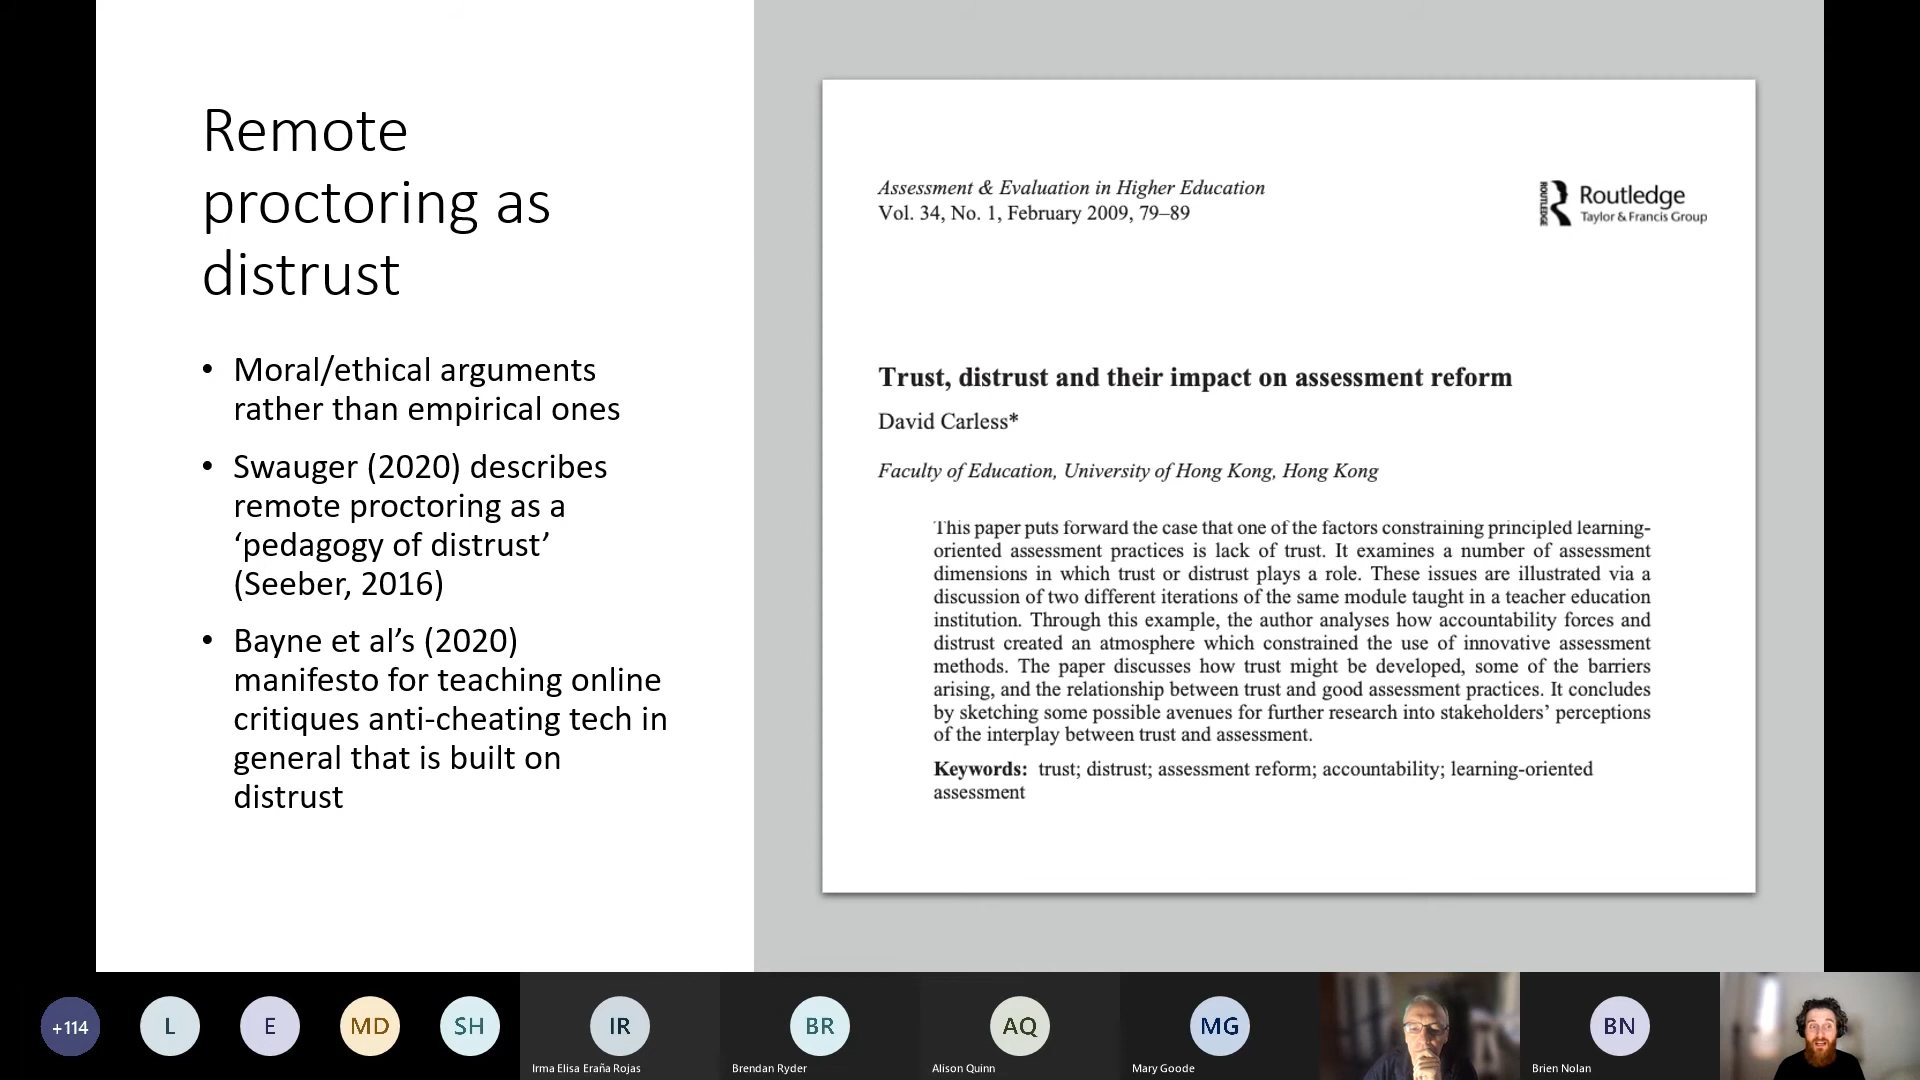 Remote
proctoring as
distrust
• Moral/ethical arguments
rather than empirical ones
• Swauger (2020) describes
remote proctoring as a
‘pedagogy of distrust’
(Seeber, 2016)
• Bayne et al’s (2020)
manifesto for teaching online
critiques anti-cheating tech in
general that is built on
distrust
Assessment & Evaluation in Higher Education
Vol. 34, No. 1, February 2009, 79–89
ROUTLEDGE
Routledge
Taylor & Francis Group
Trust, distrust and their impact on assessment reform
David Carless*
Faculty of Education, University of Hong Kong, Hong Kong
This paper puts forward the case that one of the factors constraining principled learning-
oriented assessment practices is lack of trust. It examines a number of assessment
dimensions in which trust or distrust plays a role. These issues are illustrated via a
discussion of two different iterations of the same module taught in a teacher education
institution. Through this example, the author analyses how accountability forces and
distrust created an atmosphere which constrained the use of innovative assessment
methods. The paper discusses how trust might be developed, some of the barriers
arising, and the relationship between trust and good assessment practices. It concludes
by sketching some possible avenues for further research into stakeholders’ perceptions
of the interplay between trust and assessment.
Keywords: trust; distrust; assessment reform; accountability; learning-oriented
assessment
+114
L
E
MD
SH
IR
BR
AQ
MG
BN
Irma Elisa Eraña Rojas
Brendan Ryder
Alison Quinn
Mary Goode
Brien Nolan